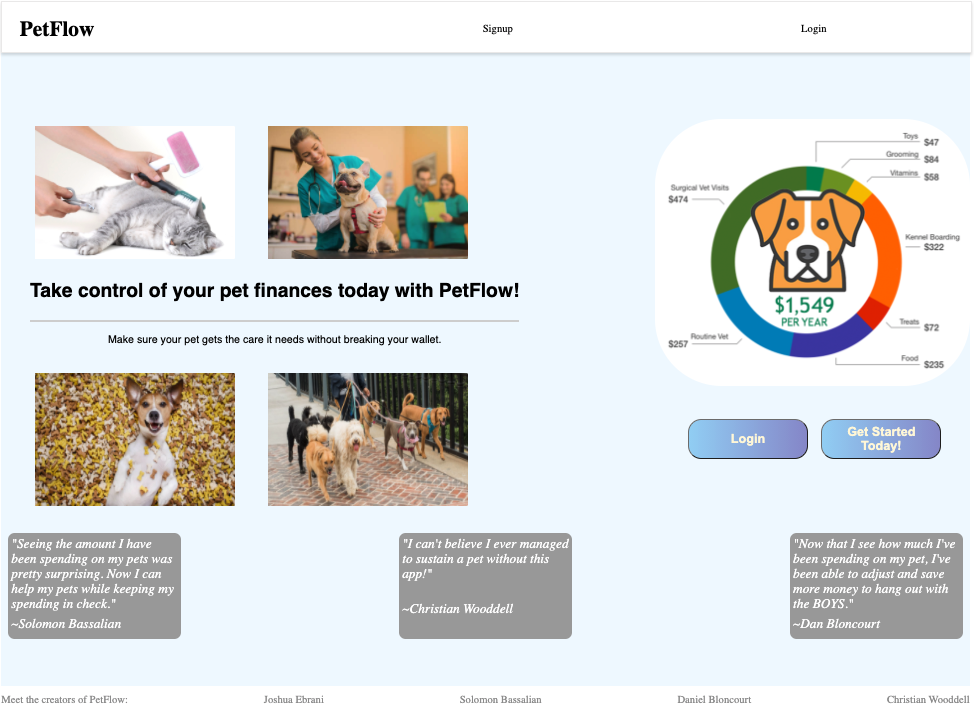 PetFlow
Signup
Login
Toys
$47
Grooming
$84
Vitamins
$58
Surgical Vet Visits
$474
Kennel Boarding
$322
$1,549
PER YEAR
Treats
$72
Routine Vet
$257
Food
$235
Take control of your pet finances today with PetFlow!
Make sure your pet gets the care it needs without breaking your wallet.
Login
Get Started
Today!
"Seeing the amount I have
been spending on my pets was
pretty surprising. Now I can
help my pets while keeping my
spending in check."
~Solomon Bassalian
"I can't believe I ever managed
to sustain a pet without this
app!"
~Christian Wooddell
"Now that I see how much I've
been spending on my pet, I've
been able to adjust and save
more money to hang out with
the BOYS."
~Dan Bloncourt
Meet the creators of PetFlow:
Joshua Ebrani
Solomon Bassalian
Daniel Bloncourt
Christian Wooddell